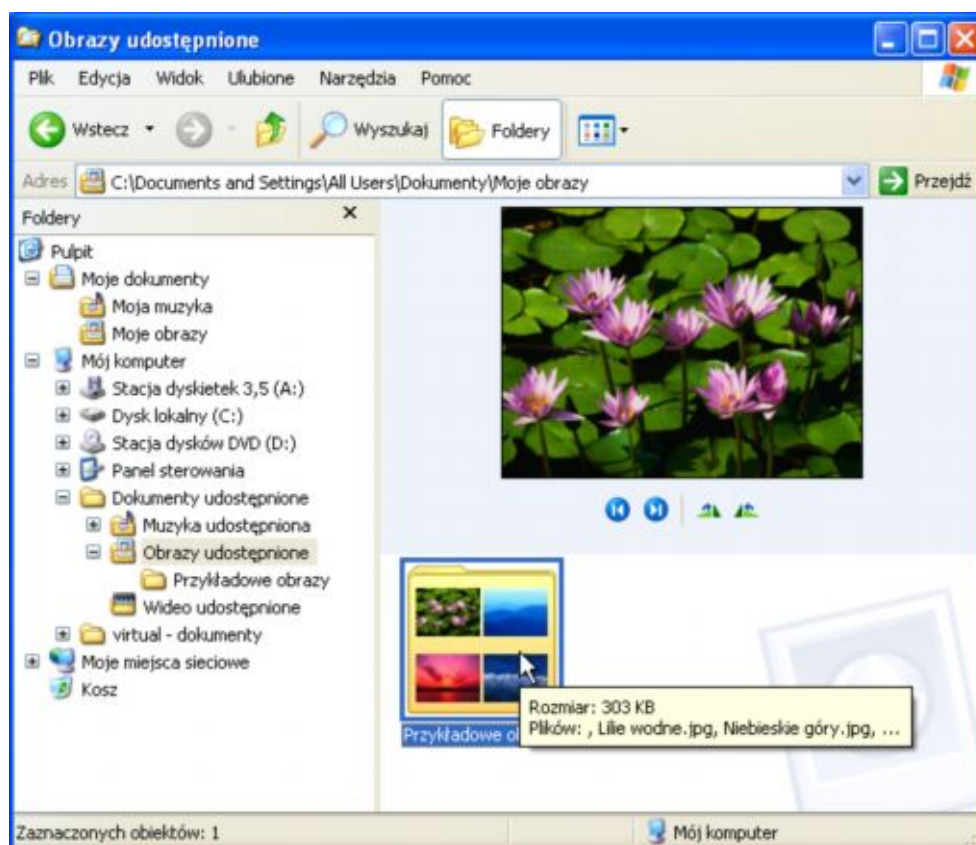 Obrazy udostępnione
Plik Edycja Widok Ulubione Narzędzia Pomoc
Wstecz Wyszukaj Foldery
Adres C:\Documents and Settings\All Users\Dokumenty\Moje obrazy Przejdź
Foldery
Pulpit
Moje dokumenty
Moja muzyka
Moje obrazy
Mój komputer
Stacja dyskietek 3,5 (A:)
Dysk lokalny (C:)
Stacja dysków DVD (D:)
Panel sterowania
Dokumenty udostępnione
Muzyka udostępniona
Obrazy udostępnione
Przykładowe obrazy
Wideo udostępnione
virtual - dokumenty
Moje miejsca sieciowe
Kosz
Przykładowe
Rozmiar: 303 KB
Plików: , Lilie wodne.jpg, Niebieskie góry.jpg, ...
Zaznaczonych obiektów: 1 Mój komputer